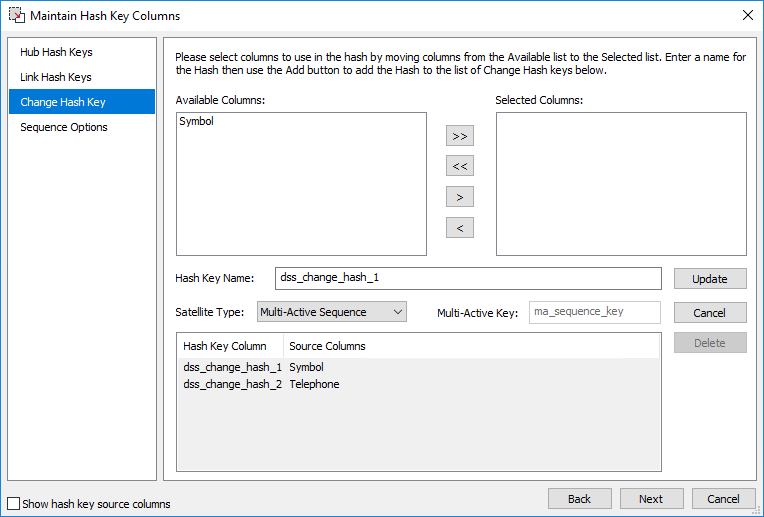 Maintain Hash Key Columns
Hub Hash Keys
Link Hash Keys
Change Hash Key
Sequence Options
Please select columns to use in the hash by moving columns from the Available list to the Selected list. Enter a name for
the Hash then use the Add button to add the Hash to the list of Change Hash keys below.
Available Columns:
Selected Columns:
Symbol
>>
<<
>
<
Hash Key Name:
dss_change_hash_1
Update
Satellite Type:
Multi-Active Sequence
Multi-Active Key:
ma_sequence_key
Cancel
Delete
Hash Key Column Source Columns
dss_change_hash_1 Symbol
dss_change_hash_2 Telephone
Show hash key source columns
Back
Next
Cancel